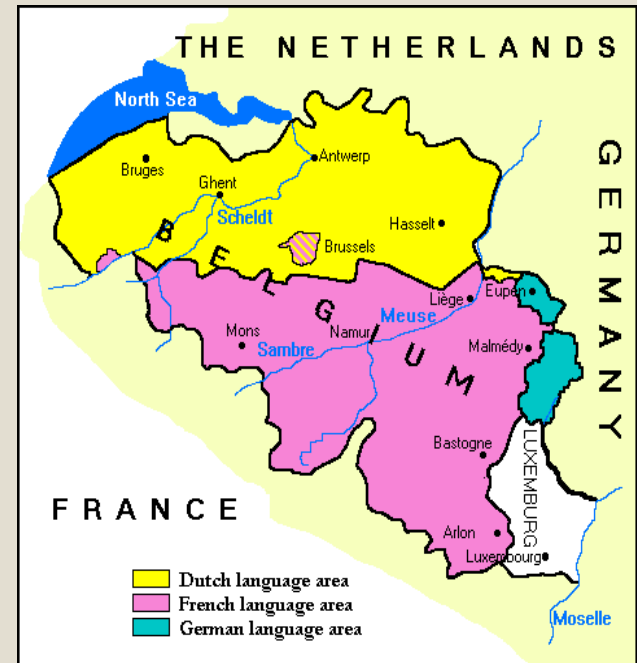 THE NETHERLANDS
North Sea
GERMANY
Bruges
Antwerp
Ghent
Scheldt
Hasselt
Brussels
BELGIUM
Eupen
Liège
Meuse
Mons
Namur
Sambre
Malmédy
Bastogne
LUXEMBURG
FRANCE
Arlon
Luxembourg
Dutch language area
French language area
German language area
Moselle